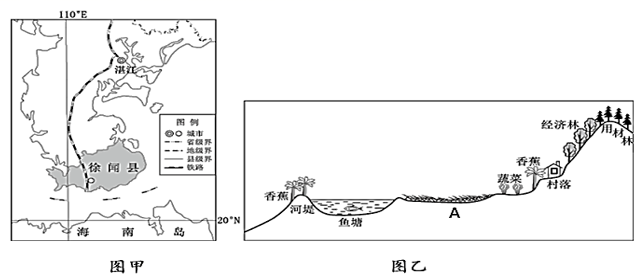 110°E
湛江
图 例
城市
省级界
地级界
县级界
铁路
徐闻县
20°N
海 南 岛
图甲
香蕉
河堤
鱼塘
A
蔬菜
香蕉
村落
经济林
用材林
图乙